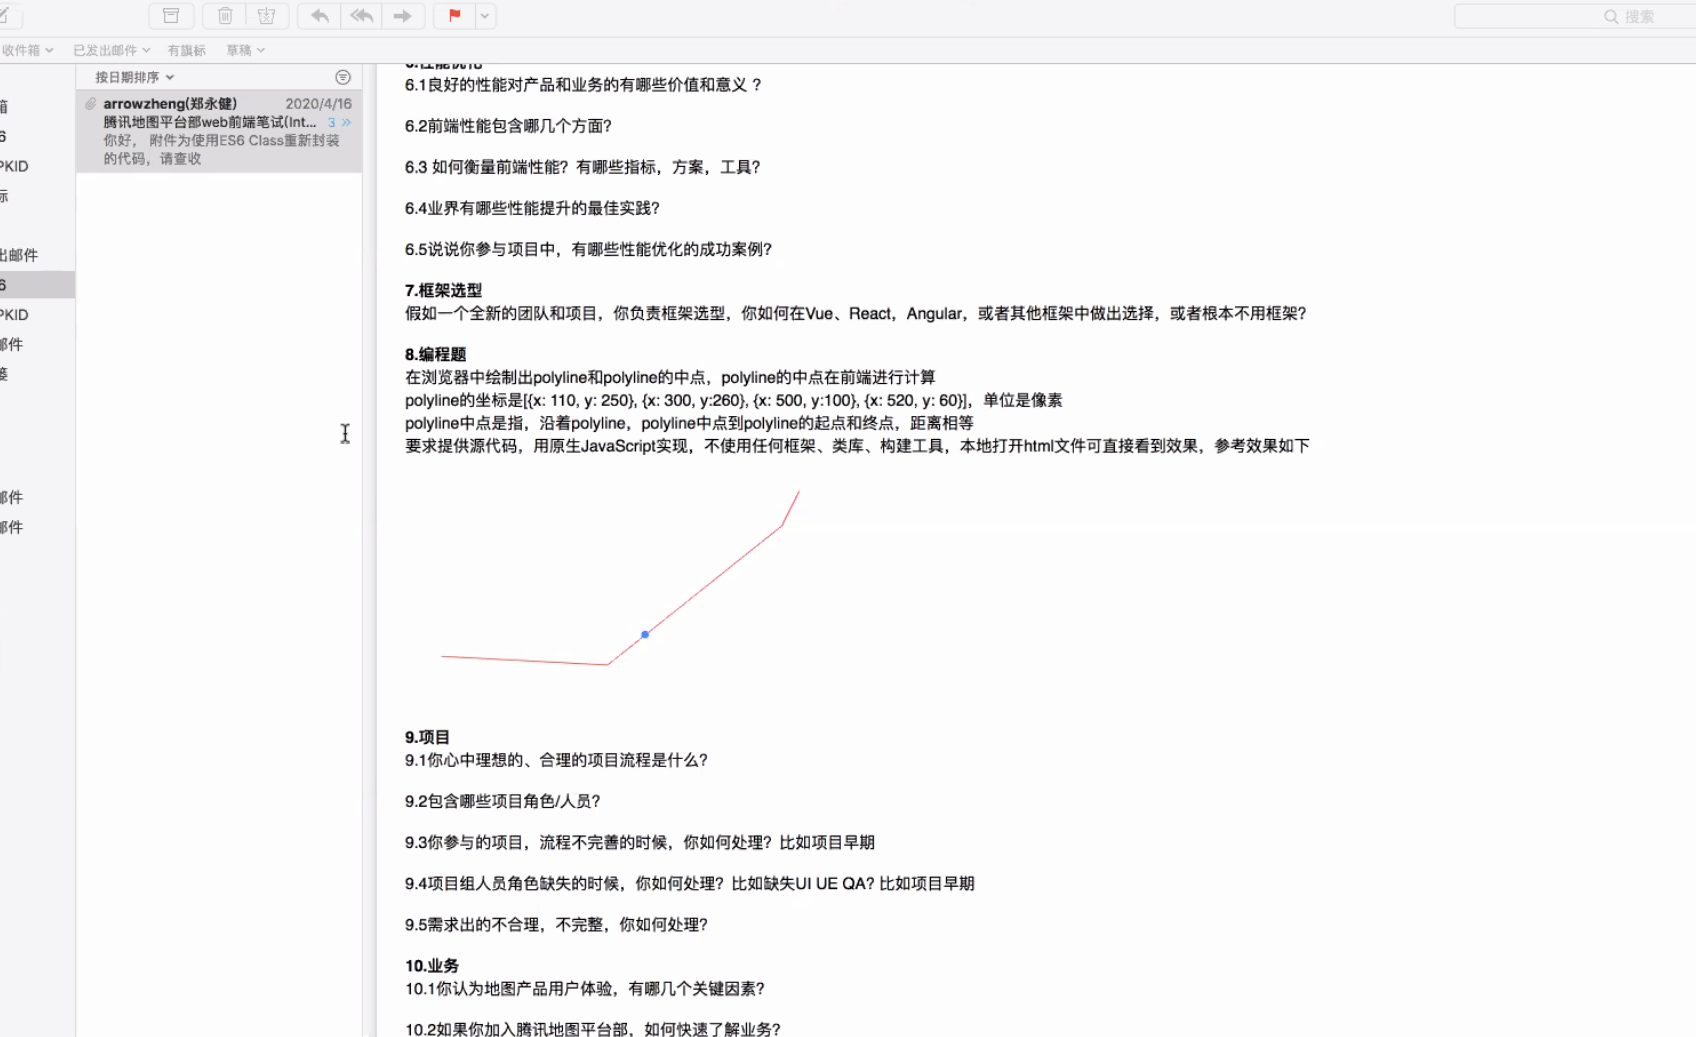 搜索
收件箱 已发出邮件 有旗标 草稿
按日期排序
箱
6
PKID
标
出邮件
6
PKID
邮件
篓
邮件
邮件
arrowzheng(郑永健) 2020/4/16
腾讯地图平台部web前端笔试(Int... 3
你好， 附件为使用ES6 Class重新封装
的代码，请查收
6.性能优化
6.1良好的性能对产品和业务的有哪些价值和意义？
6.2前端性能包含哪几个方面？
6.3 如何衡量前端性能？有哪些指标，方案，工具？
6.4业界有哪些性能提升的最佳实践？
6.5说说你参与项目中，有哪些性能优化的成功案例？
7.框架选型
假如一个全新的团队和项目，你负责框架选型，你如何在Vue、React，Angular，或者其他框架中做出选择，或者根本不用框架？
8.编程题
在浏览器中绘制出polyline和polyline的中点，polyline的中点在前端进行计算
polyline的坐标是[{x: 110, y: 250}, {x: 300, y:260}, {x: 500, y:100}, {x: 520, y: 60}]，单位是像素
polyline中点是指，沿着polyline，polyline中点到polyline的起点和终点，距离相等
要求提供源代码，用原生JavaScript实现，不使用任何框架、类库、构建工具，本地打开html文件可直接看到效果，参考效果如下
9.项目
9.1你心中理想的、合理的项目流程是什么？
9.2包含哪些项目角色/人员？
9.3你参与的项目，流程不完善的时候，你如何处理？比如项目早期
9.4项目组人员角色缺失的时候，你如何处理？比如缺失UI UE QA? 比如项目早期
9.5需求出的不合理，不完整，你如何处理？
10.业务
10.1你认为地图产品用户体验，有哪几个关键因素？
10.2如果你加入腾讯地图平台部，如何快速了解业务？